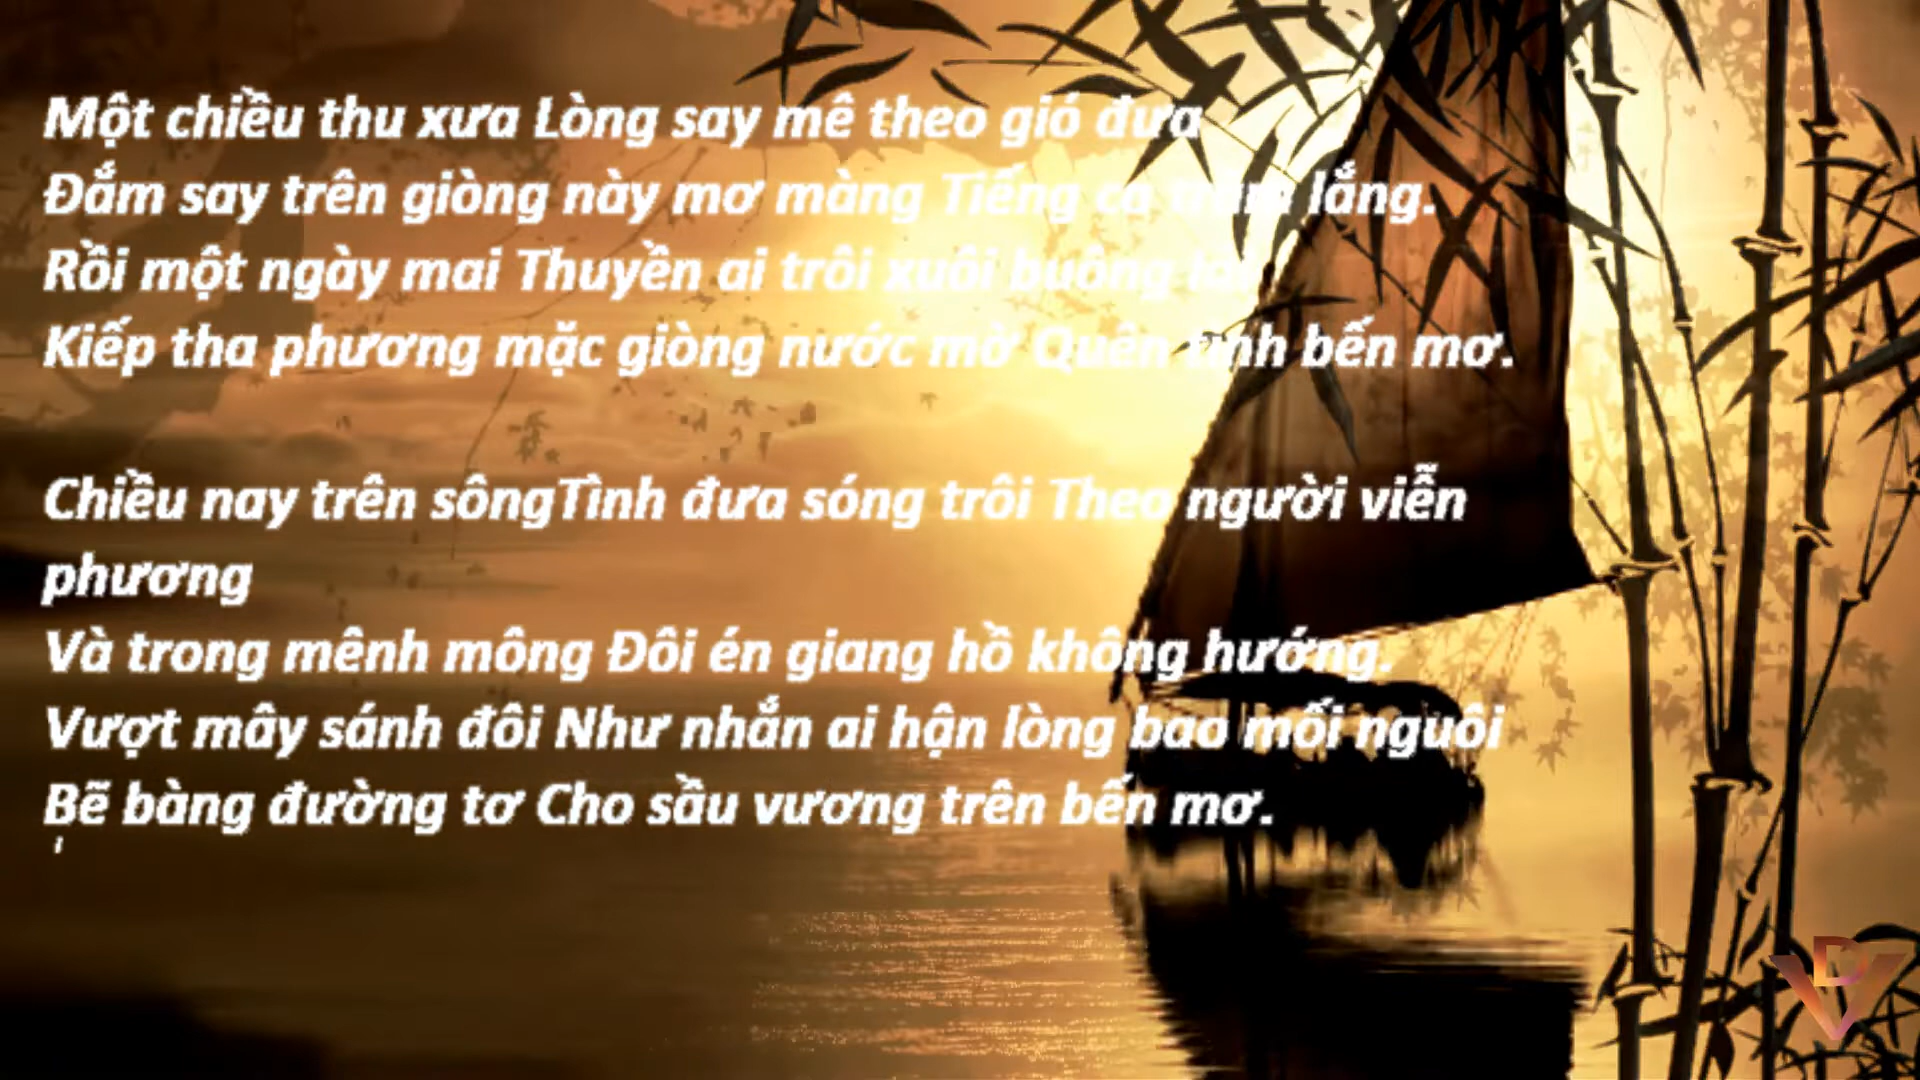 Một chiều thu xưa Lòng say mê theo gió đưa
Đắm say trên giòng này mơ màng Tiếng ca trầm lắng.
Rồi một ngày mai Thuyền ai trôi xuôi buông lái
Kiếp tha phương mặc giòng nước mờ Quên tình bến mơ.
Chiều nay trên sôngTình đưa sóng trôi Theo người viễn
phương
Và trong mênh mông Đôi én giang hồ không hướng.
Vượt mây sánh đôi Như nhắn ai hận lòng bao mối nguôi
Bẽ bàng đường tơ Cho sầu vương trên bến mơ.
DV